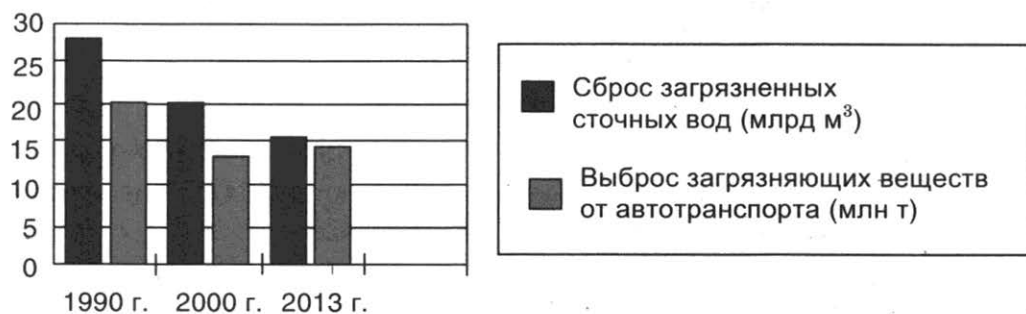 30
25
20
15
10
5
0
1990 г. 2000 г. 2013 г.
Сброс загрязненных
сточных вод (млрд м³)
Выброс загрязняющих веществ
от автотранспорта (млн т)